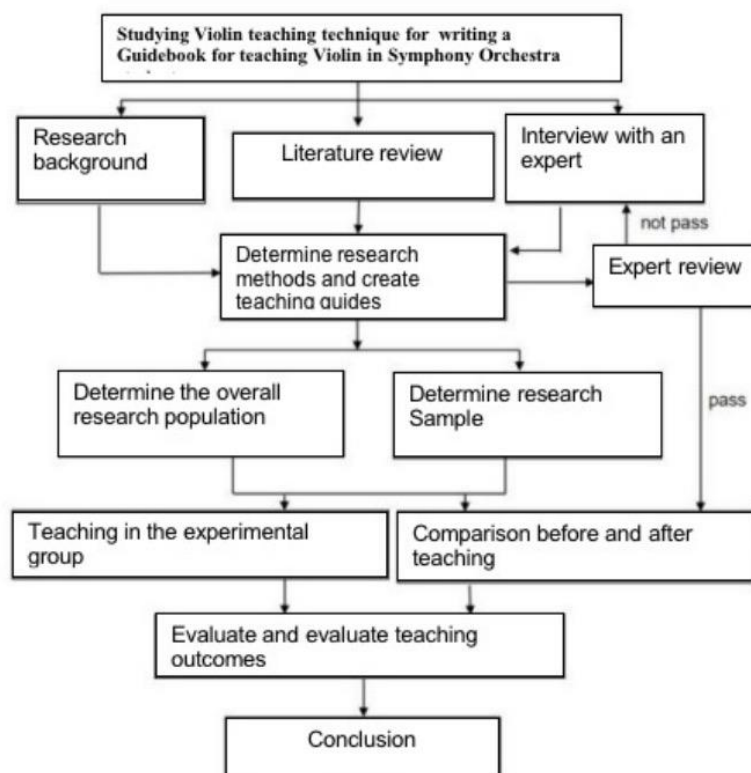 Studying Violin teaching technique for writing a
Guidebook for teaching Violin in Symphony Orchestra
Research
background
Literature review
Interview with an
expert
not pass
Determine research
methods and create
teaching guides
Expert review
Determine the overall
research population
Determine research
Sample
pass
Teaching in the experimental
group
Comparison before and after
teaching
Evaluate and evaluate teaching
outcomes
Conclusion